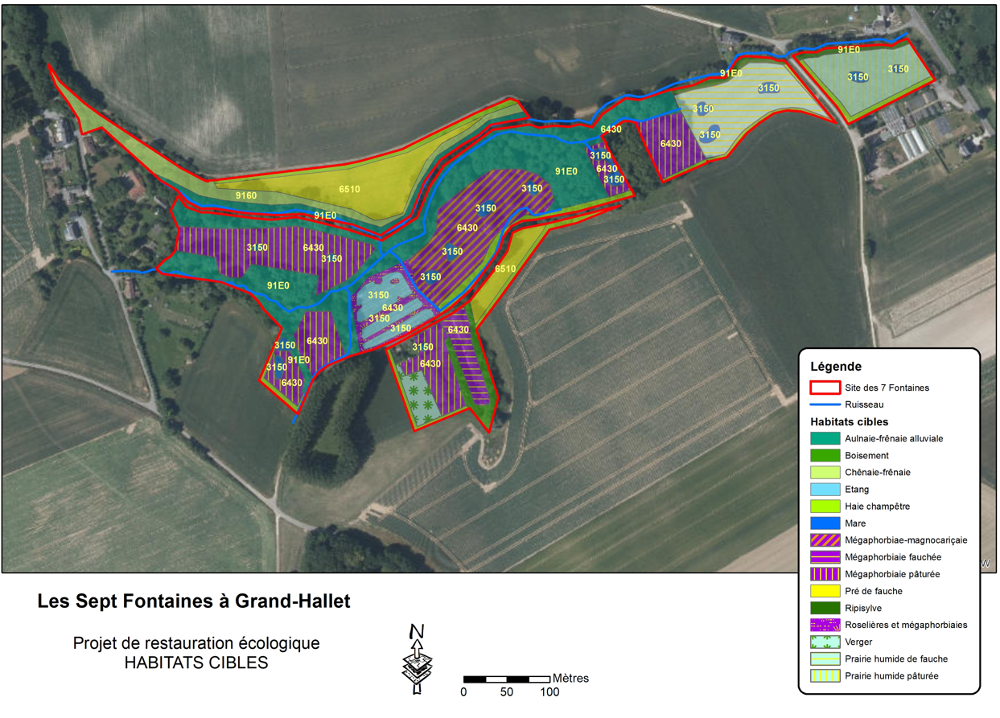 91E0
3150
3150
91E0
3150
3150
3150
6430
6430
3150
6430
3150
91E0
3150
6510
9160
91E0
3150
6430
3150
6430
3150
3150
3150
6510
91E0
3150
6430
3150
3150
6430
6430
3150
3150
91E0
6430
3150
6430
W
Légende
Site des 7 Fontaines
Ruisseau
Habitats cibles
Aulnaie-frênaie alluviale
Boisement
Chênaie-frênaie
Etang
Haie champêtre
Mare
Mégaphorbiae-magnocariçaie
Mégaphorbiaie fauchée
Mégaphorbiaie pâturée
Pré de fauche
Ripisylve
Roselières et mégaphorbiaies
Verger
Prairie humide de fauche
Prairie humide pâturée
Les Sept Fontaines à Grand-Hallet
Projet de restauration écologique
HABITATS CIBLES
N
Mètres
0 50 100